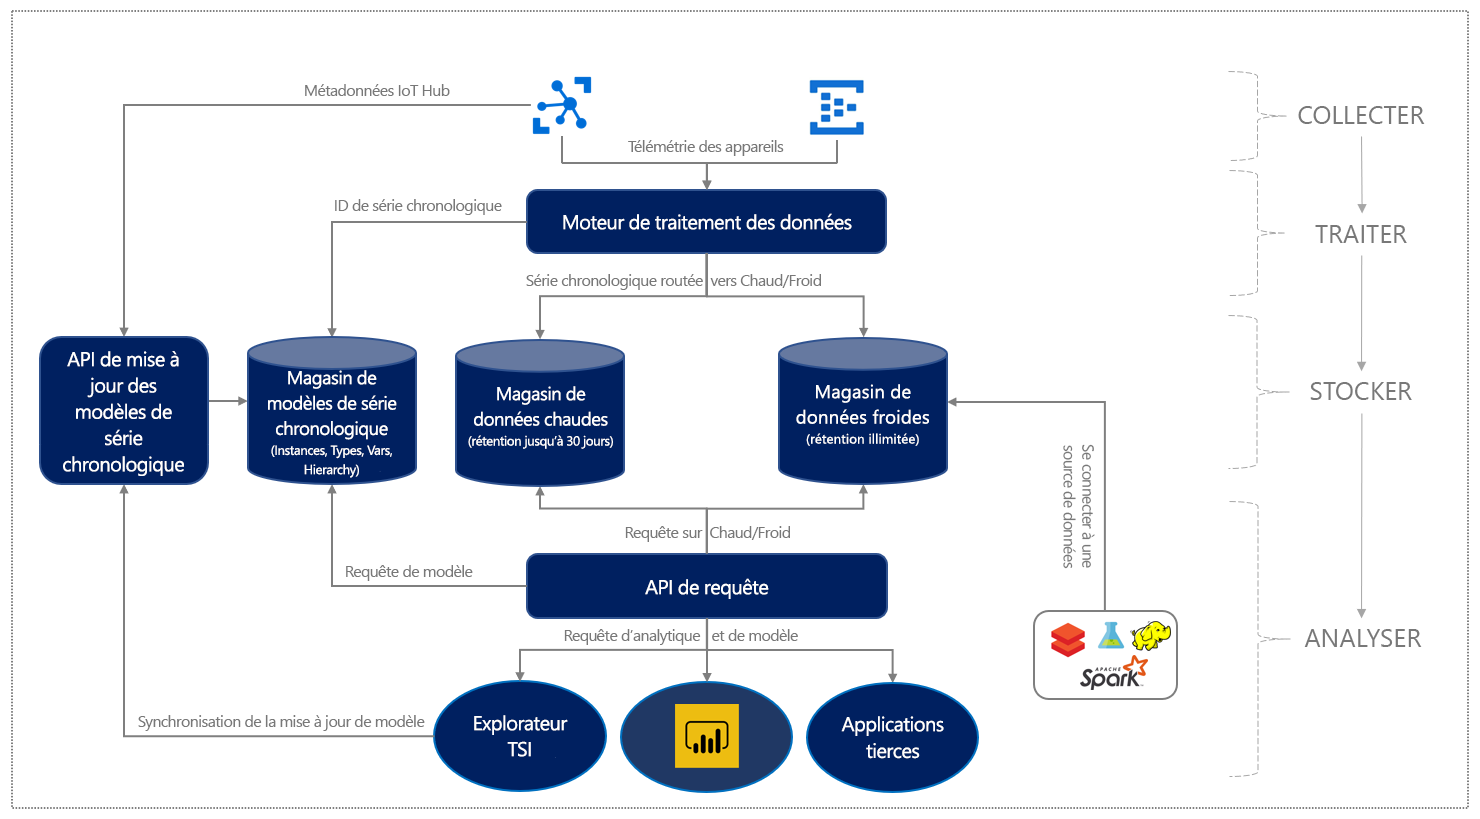 Métadonnées IoT Hub
COLLECTER
Télémétrie des appareils
ID de série chronologique
Moteur de traitement des données
TRAITER
Série chronologique routée vers Chaud/Froid
API de mise à
jour des
modèles de
série
chronologique
Magasin de
modèles de série
chronologique
(Instances, Types, Vars,
Hierarchy)
Magasin de
données chaudes
(rétention jusqu'à 30 jours)
Magasin de
données froides
(rétention illimitée)
STOCKER
Se connecter à une
source de données
Requête sur Chaud/Froid
Requête de modèle
API de requête
Requête d'analytique et de modèle
ANALYSER
APACHE
Spark
Synchronisation de la mise à jour de modèle
Explorateur
TSI
Applications
tierces